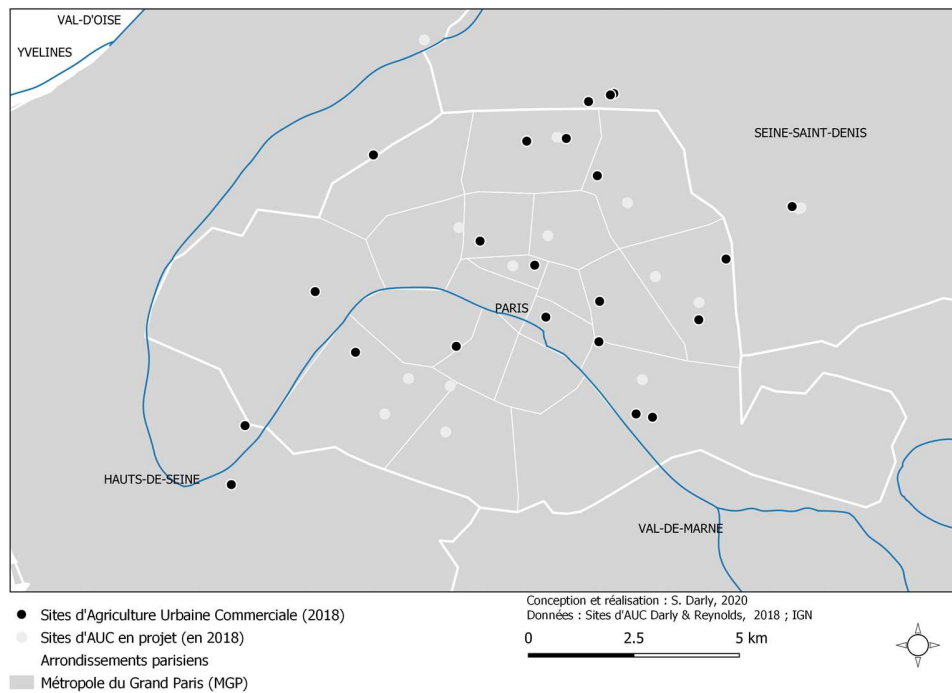 VAL-D'OISE
YVELINES
SEINE-SAINT-DENIS
PARIS
HAUTS-DE-SEINE
VAL-DE-MARNE
Sites d'Agriculture Urbaine Commerciale (2018)
Sites d'AUC en projet (en 2018)
Arrondissements parisiens
Métropole du Grand Paris (MGP)
Conception et réalisation : S. Darly, 2020
Données : Sites d'AUC Darly & Reynolds, 2018 ; IGN
0 2.5 5 km